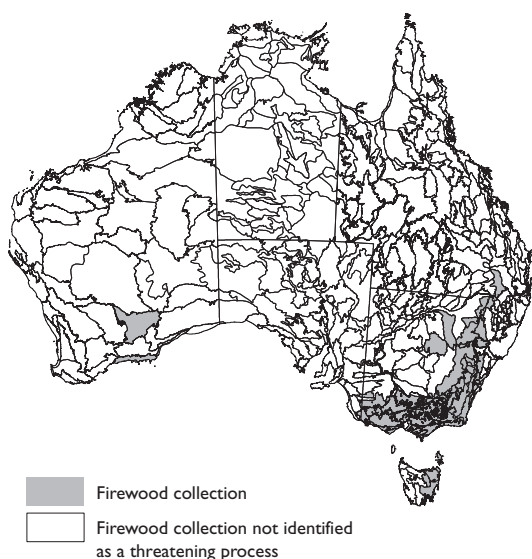 Firewood collection
Firewood collection not identified
as a threatening process